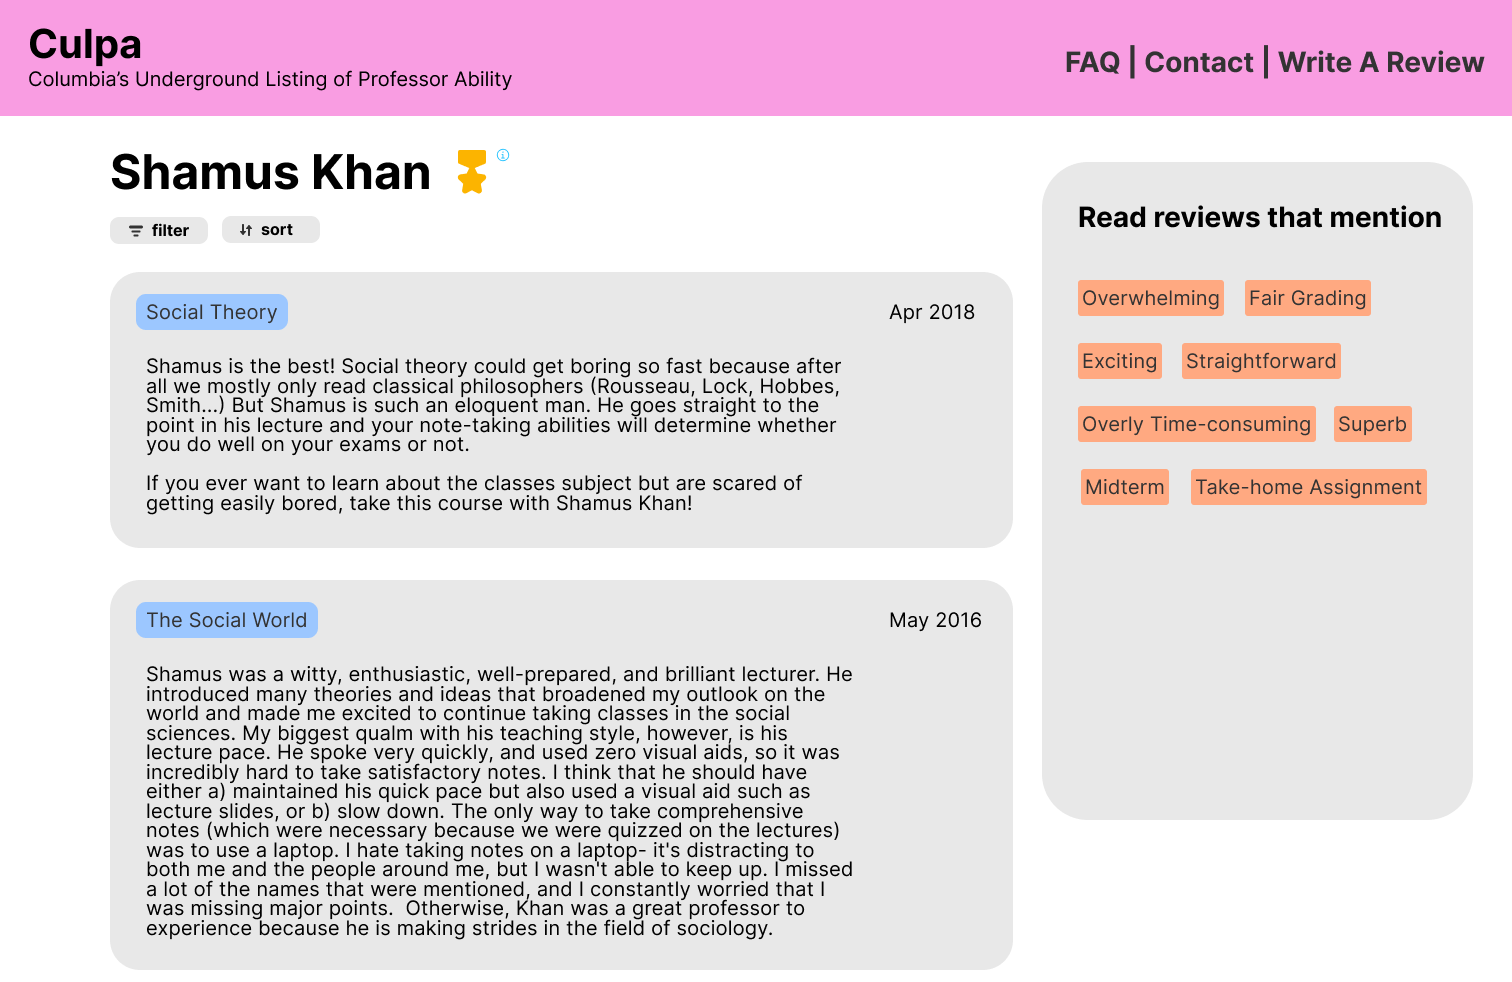 Culpa
Columbia’s Underground Listing of Professor Ability
FAQ | Contact | Write A Review
Shamus Khan
filter
sort
Social Theory
Apr 2018
Shamus is the best! Social theory could get boring so fast because after
all we mostly only read classical philosophers (Rousseau, Lock, Hobbes,
Smith...) But Shamus is such an eloquent man. He goes straight to the
point in his lecture and your note-taking abilities will determine whether
you do well on your exams or not.
If you ever want to learn about the classes subject but are scared of
getting easily bored, take this course with Shamus Khan!
The Social World
May 2016
Shamus was a witty, enthusiastic, well-prepared, and brilliant lecturer. He
introduced many theories and ideas that broadened my outlook on the
world and made me excited to continue taking classes in the social
sciences. My biggest qualm with his teaching style, however, is his
lecture pace. He spoke very quickly, and used zero visual aids, so it was
incredibly hard to take satisfactory notes. I think that he should have
either a) maintained his quick pace but also used a visual aid such as
lecture slides, or b) slow down. The only way to take comprehensive
notes (which were necessary because we were quizzed on the lectures)
was to use a laptop. I hate taking notes on a laptop- it's distracting to
both me and the people around me, but I wasn't able to keep up. I missed
a lot of the names that were mentioned, and I constantly worried that I
was missing major points.  Otherwise, Khan was a great professor to
experience because he is making strides in the field of sociology.
Read reviews that mention
Overwhelming
Fair Grading
Exciting
Straightforward
Overly Time-consuming
Superb
Midterm
Take-home Assignment